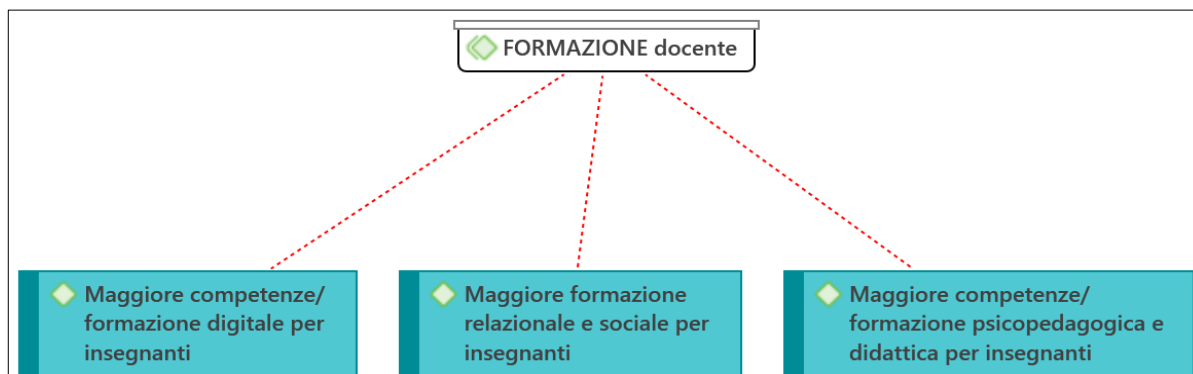 FORMAZIONE docente
Maggiore competenze/
formazione digitale per
insegnanti
Maggiore formazione
relazionale e sociale per
insegnanti
Maggiore competenze/
formazione psicopedagogica e
didattica per insegnanti